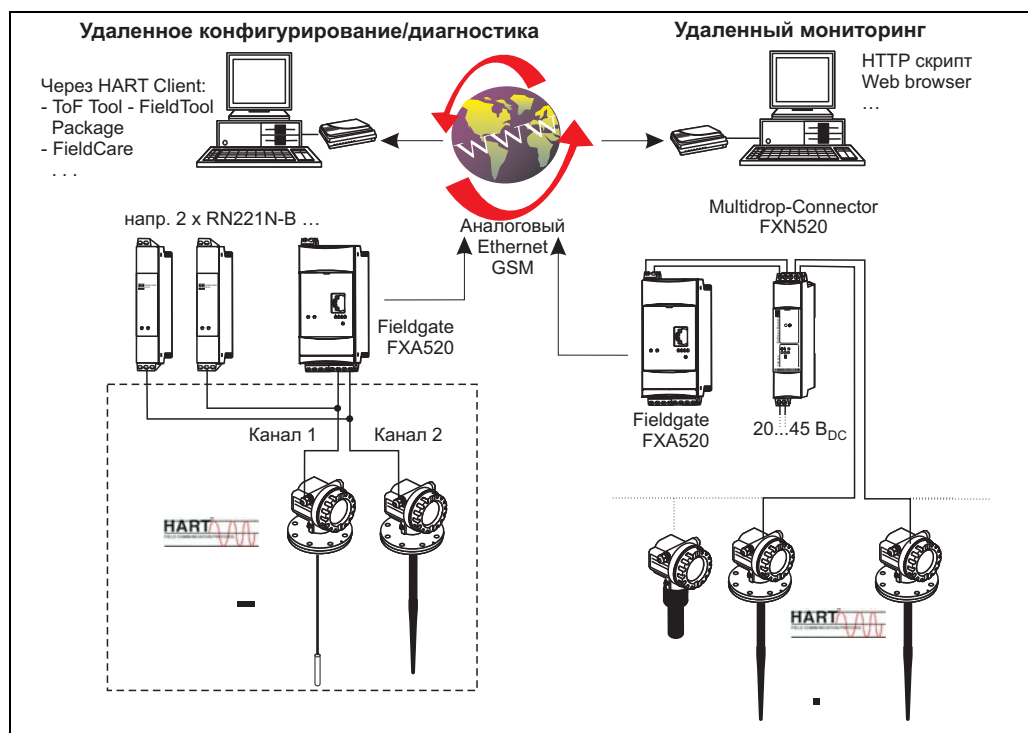 Удаленное конфигурирование/диагностика
Удаленный мониторинг
Через HART Client:
- ToF Tool - FieldTool
Package
- FieldCare
. . .
HTTP скрипт
Web browser
...
WWW
напр. 2 x RN221N-B ...
Аналоговый
Ethernet
GSM
Multidrop-Connector
FXN520
Fieldgate
FXA520
Fieldgate
FXA520
20...45 B_DC
Канал 1
Канал 2
HART
HART